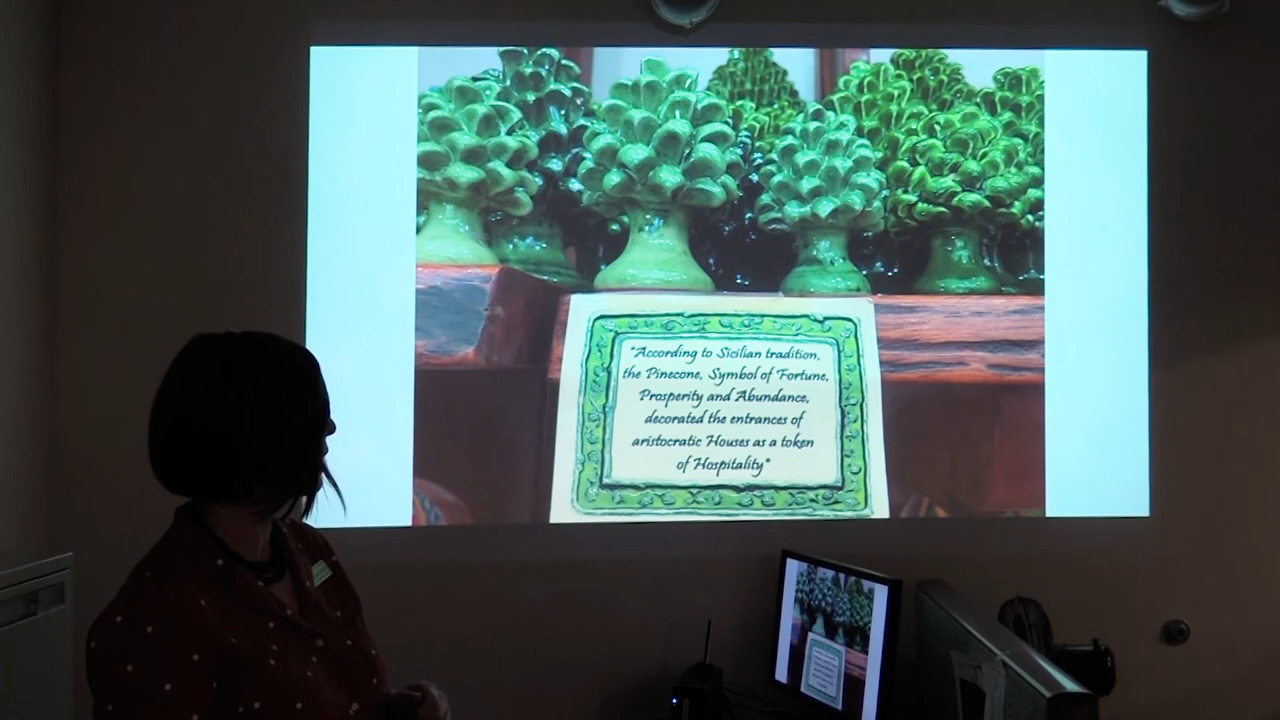 "According to Sicilian tradition,
the Pinecone, Symbol of Fortune,
Prosperity and Abundance,
decorated the entrances of
aristocratic Houses as a token
of Hospitality"